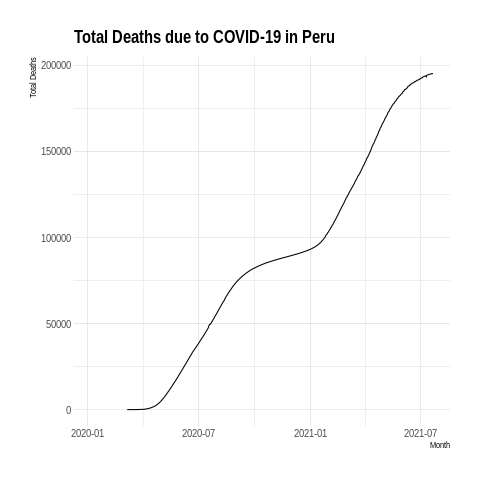 Total Deaths due to COVID-19 in Peru
Total Deaths
200000
150000
100000
50000
0
2020-01 2020-07 2021-01 2021-07
Month